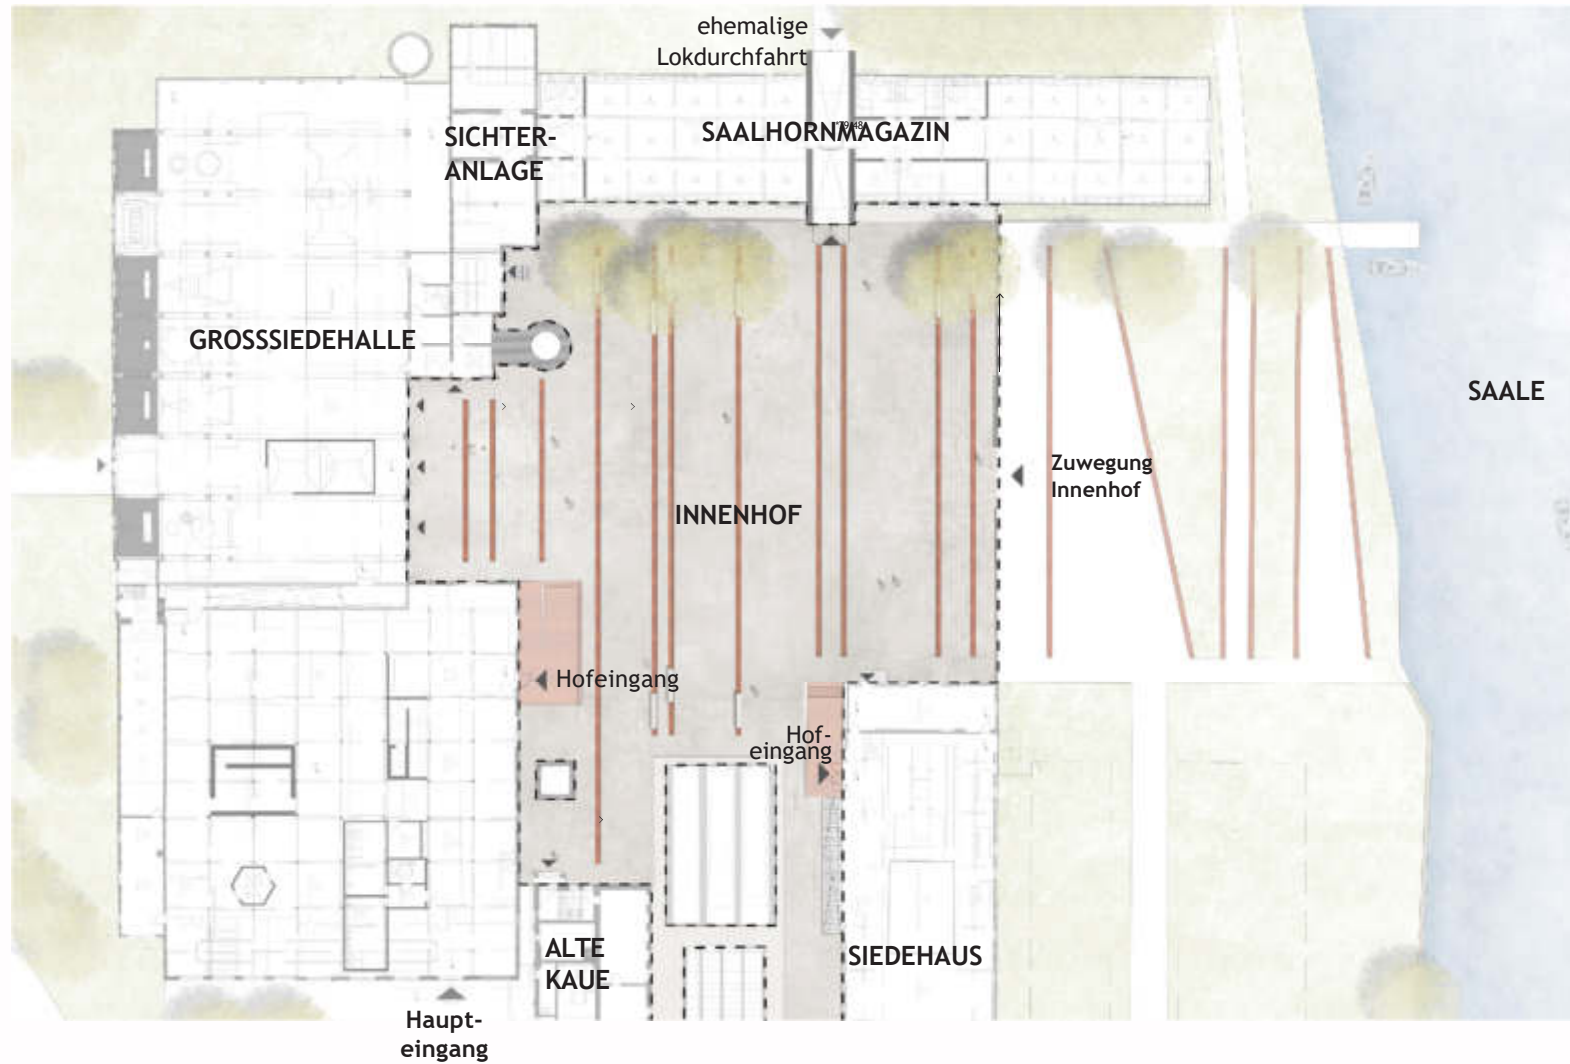 ehemalige
Lokdurchfahrt
SICHTER-
ANLAGE
SAALHORNMAGAZIN
GROSSSIEDEHALLE
SAALE
Zuwegung
Innenhof
INNENHOF
Hofeingang
Hof-
eingang
ALTE
KAUE
SIEDEHAUS
Haupt-
eingang